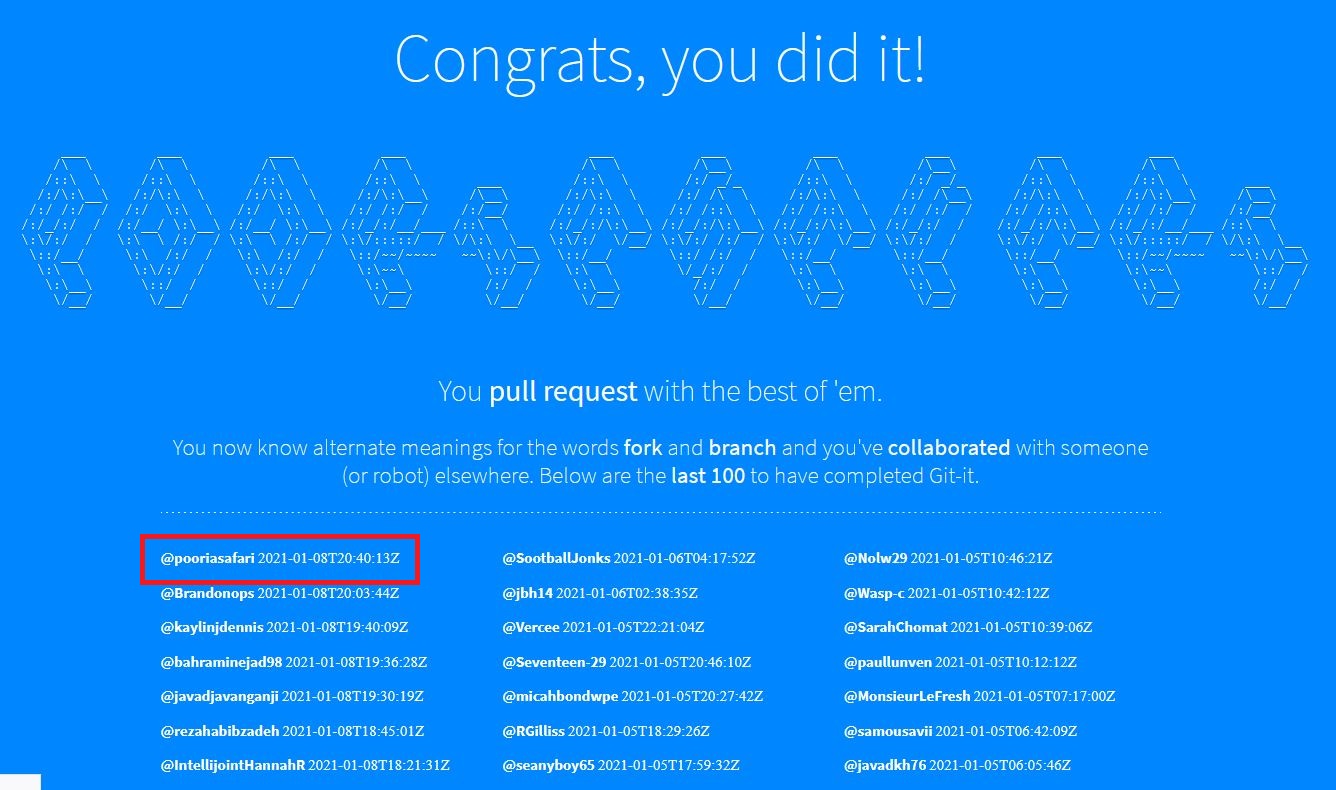 Congrats, you did it!
You pull request with the best of 'em.
You now know alternate meanings for the words fork and branch and you've collaborated with someone
(or robot) elsewhere. Below are the last 100 to have completed Git-it.
@pooriasafari 2021-01-08T20:40:13Z
@Brandonops 2021-01-08T20:03:44Z
@kaylinjdennis 2021-01-08T19:40:09Z
@bahraminejad98 2021-01-08T19:36:28Z
@javadjavanganji 2021-01-08T19:30:19Z
@rezahabibzadeh 2021-01-08T18:45:01Z
@IntellijointHannahR 2021-01-08T18:21:31Z
@SootballJonks 2021-01-06T04:17:52Z
@jbh14 2021-01-06T02:38:35Z
@Vercee 2021-01-05T22:21:04Z
@Seventeen-29 2021-01-05T20:46:10Z
@micahbondwpe 2021-01-05T20:27:42Z
@RGilliss 2021-01-05T18:29:26Z
@seanyboy65 2021-01-05T17:59:32Z
@Nolw29 2021-01-05T10:46:21Z
@Wasp-c 2021-01-05T10:42:12Z
@SarahChomat 2021-01-05T10:39:06Z
@paullunven 2021-01-05T10:12:12Z
@MonsieurLeFresh 2021-01-05T07:17:00Z
@samousavii 2021-01-05T06:42:09Z
@javadkh76 2021-01-05T06:05:46Z